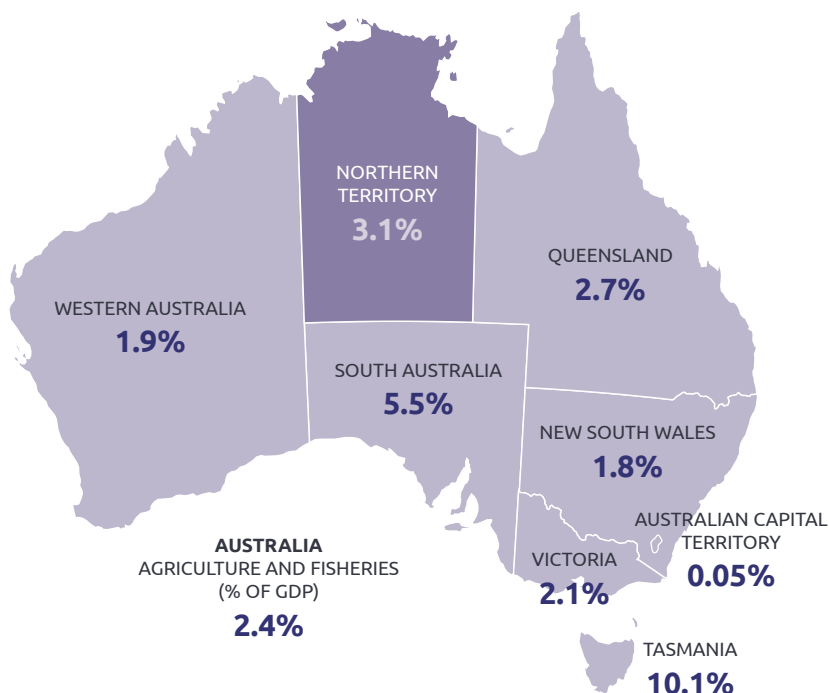 NORTHERN
TERRITORY
3.1%
QUEENSLAND
2.7%
WESTERN AUSTRALIA
1.9%
SOUTH AUSTRALIA
5.5%
NEW SOUTH WALES
1.8%
AUSTRALIAN CAPITAL
TERRITORY
0.05%
VICTORIA
2.1%
AUSTRALIA
AGRICULTURE AND FISHERIES
(% OF GDP)
2.4%
TASMANIA
10.1%